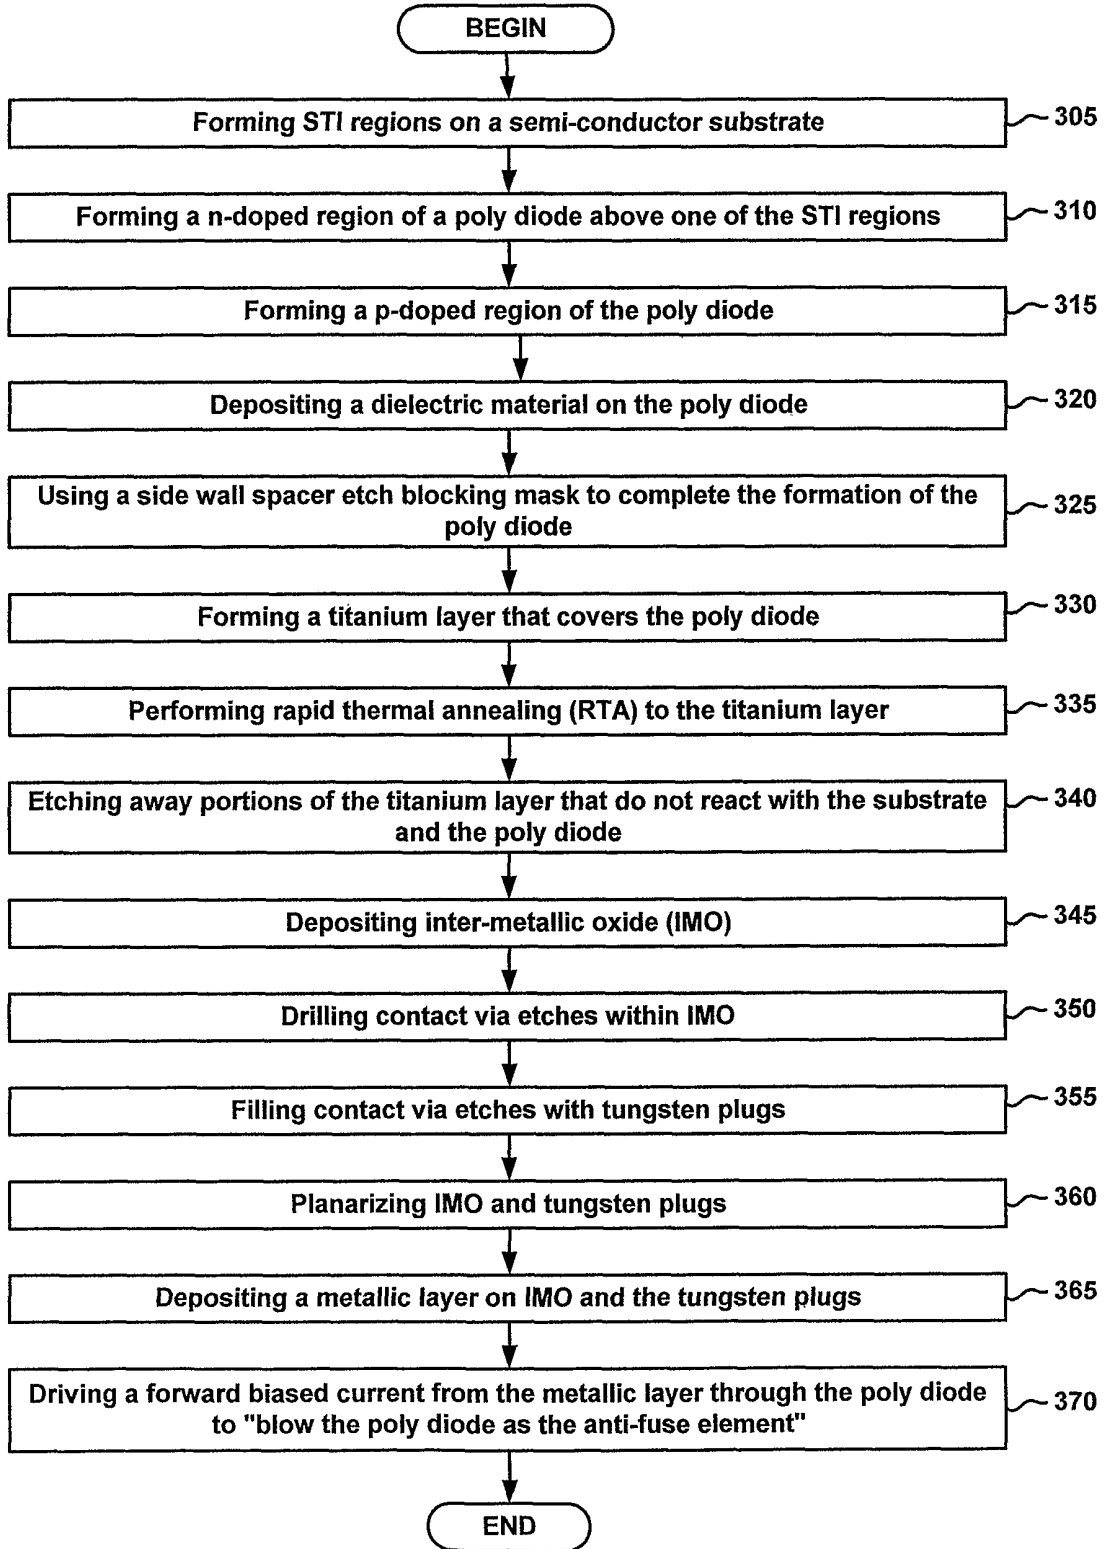 BEGIN
Forming STI regions on a semi-conductor substrate
305
Forming a n-doped region of a poly diode above one of the STI regions
310
Forming a p-doped region of the poly diode
315
Depositing a dielectric material on the poly diode
320
Using a side wall spacer etch blocking mask to complete the formation of the
poly diode
325
Forming a titanium layer that covers the poly diode
330
Performing rapid thermal annealing (RTA) to the titanium layer
335
Etching away portions of the titanium layer that do not react with the substrate
and the poly diode
340
Depositing inter-metallic oxide (IMO)
345
Drilling contact via etches within IMO
350
Filling contact via etches with tungsten plugs
355
Planarizing IMO and tungsten plugs
360
Depositing a metallic layer on IMO and the tungsten plugs
365
Driving a forward biased current from the metallic layer through the poly diode
to "blow the poly diode as the anti-fuse element"
370
END